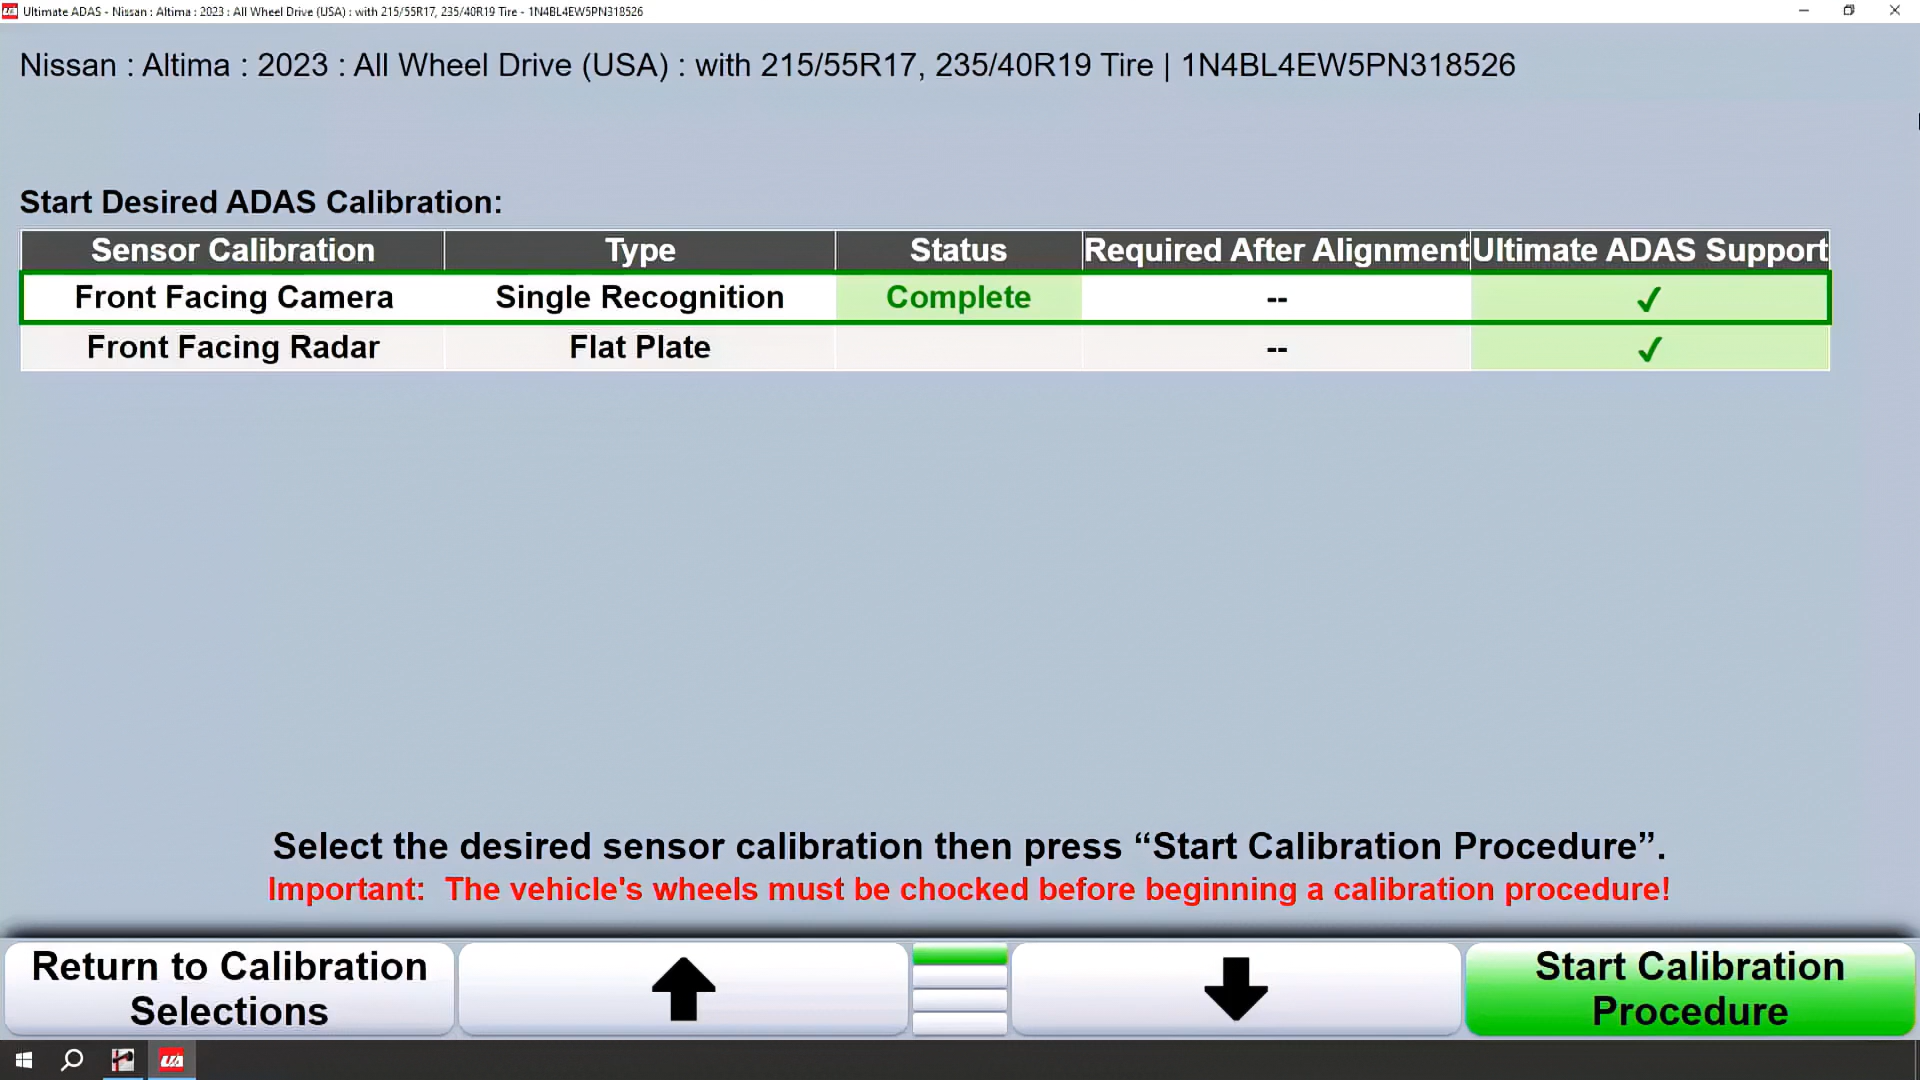 Ultimate ADAS - Nissan : Altima : 2023 : All Wheel Drive (USA) : with 215/55R17, 235/40R19 Tire - 1N4BL4EW5PN318526
Nissan : Altima : 2023 : All Wheel Drive (USA) : with 215/55R17, 235/40R19 Tire | 1N4BL4EW5PN318526
Start Desired ADAS Calibration:
Sensor Calibration Type Status Required After Alignment Ultimate ADAS Support
Front Facing Camera Single Recognition Complete -- ✓
Front Facing Radar Flat Plate -- ✓
Select the desired sensor calibration then press “Start Calibration Procedure”.
Important: The vehicle's wheels must be chocked before beginning a calibration procedure!
Return to Calibration
Selections
Start Calibration
Procedure
UA